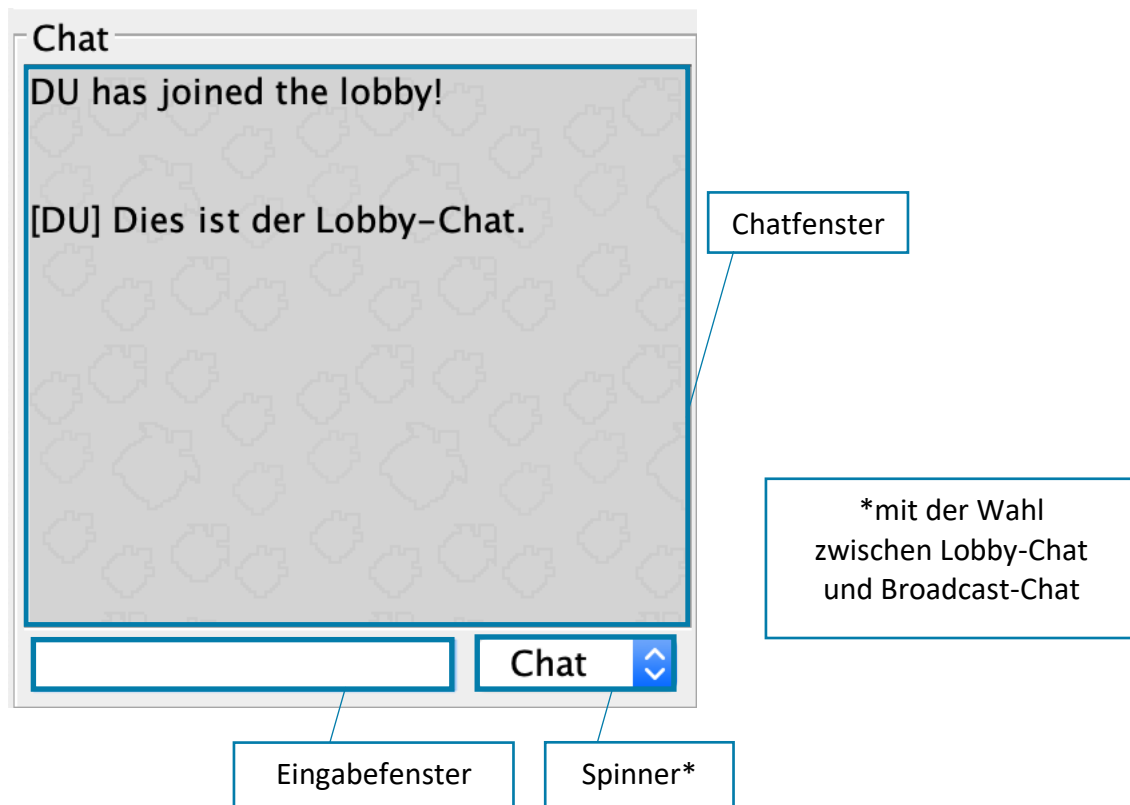 Chat
DU has joined the lobby!
[DU] Dies ist der Lobby-Chat.
Chatfenster
*mit der Wahl
zwischen Lobby-Chat
und Broadcast-Chat
Chat
Eingabefenster
Spinner*